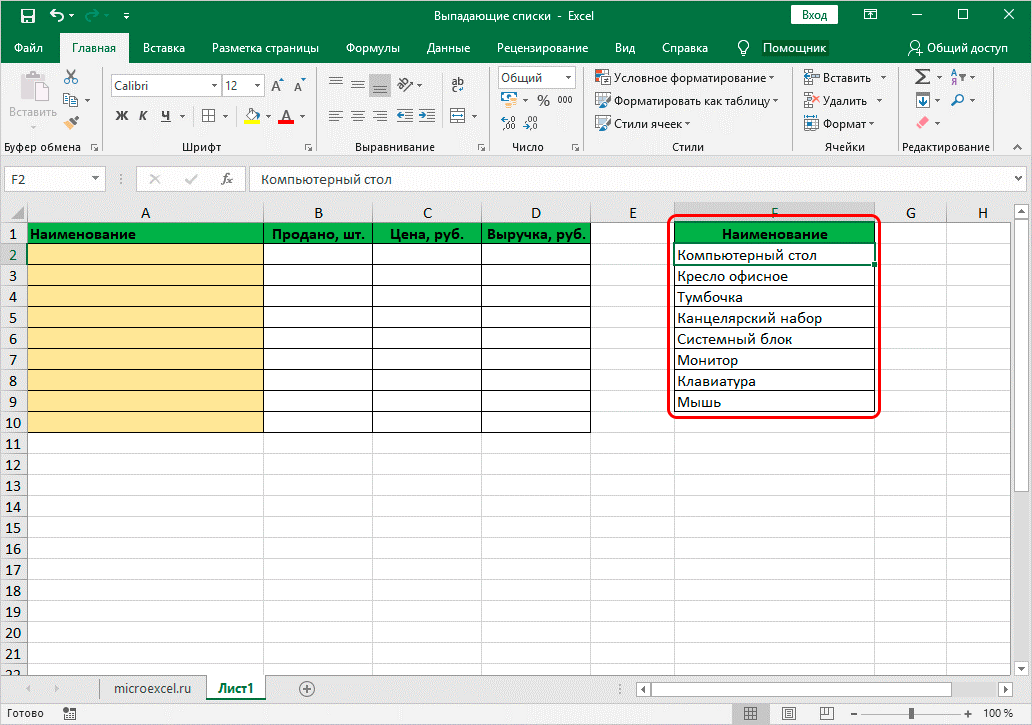 Выпадающие списки - Excel
Вход
Файл Главная Вставка Разметка страницы Формулы Данные Рецензирование Вид Справка Помощник Общий доступ
Calibri 12 Общий Условное форматирование Вставить
Вставить Ж К Ч % 000 Форматировать как таблицу Удалить
Стили ячеек Формат
Буфер обмена Шрифт Выравнивание Число Стили Ячейки Редактирование
F2 fx Компьютерный стол
A B C D E F G H
1 Наименование Продано, шт. Цена, руб. Выручка, руб. Наименование
2 Компьютерный стол
3 Кресло офисное
4 Тумбочка
5 Канцелярский набор
6 Системный блок
7 Монитор
8 Клавиатура
9 Мышь
10
11
12
13
14
15
16
17
18
19
20
21
22
microexcel.ru Лист1
Готово 100 %